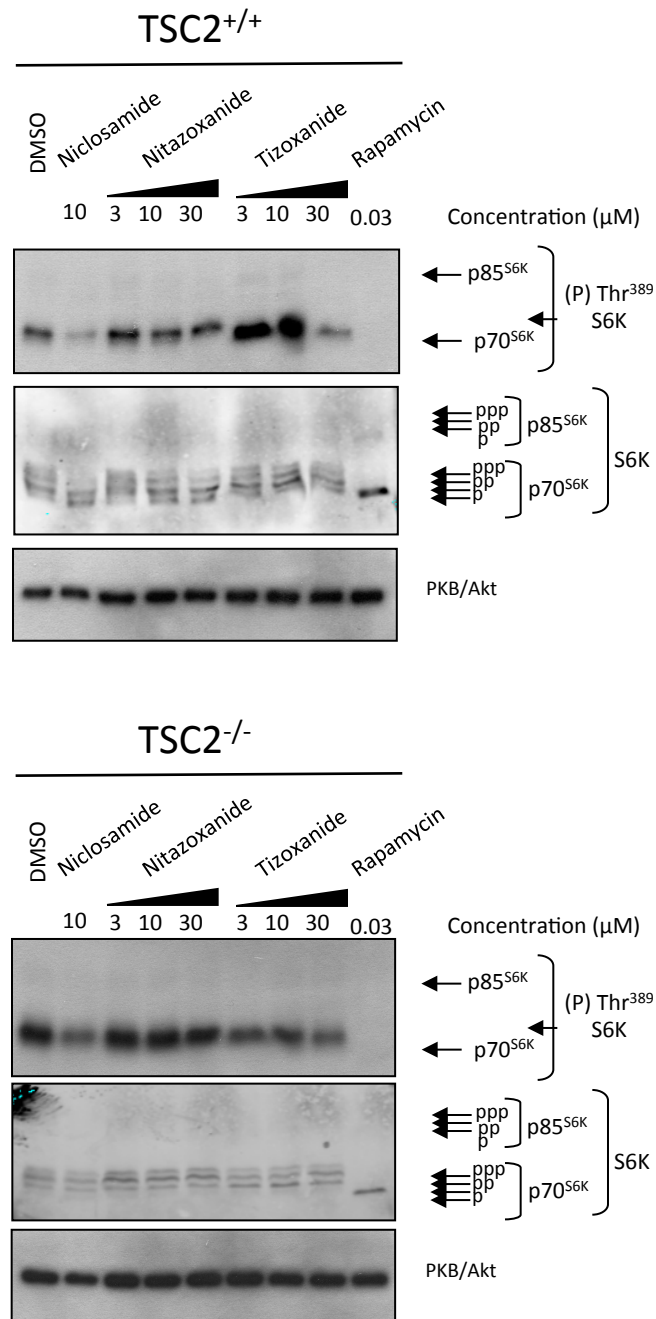 TSC2+/+
DMSO Niclosamide Nitazoxanide Tizoxanide Rapamycin
10 3 10 30 3 10 30 0.03 Concentration (μM)
p85S6K
(P) Thr389
S6K
p70S6K
ppp
pp
p
p85S6K
S6K
ppp
pp
p
p70S6K
PKB/Akt
TSC2-/-
DMSO Niclosamide Nitazoxanide Tizoxanide Rapamycin
10 3 10 30 3 10 30 0.03 Concentration (μM)
p85S6K
(P) Thr389
S6K
p70S6K
ppp
pp
p
p85S6K
S6K
ppp
pp
p
p70S6K
PKB/Akt